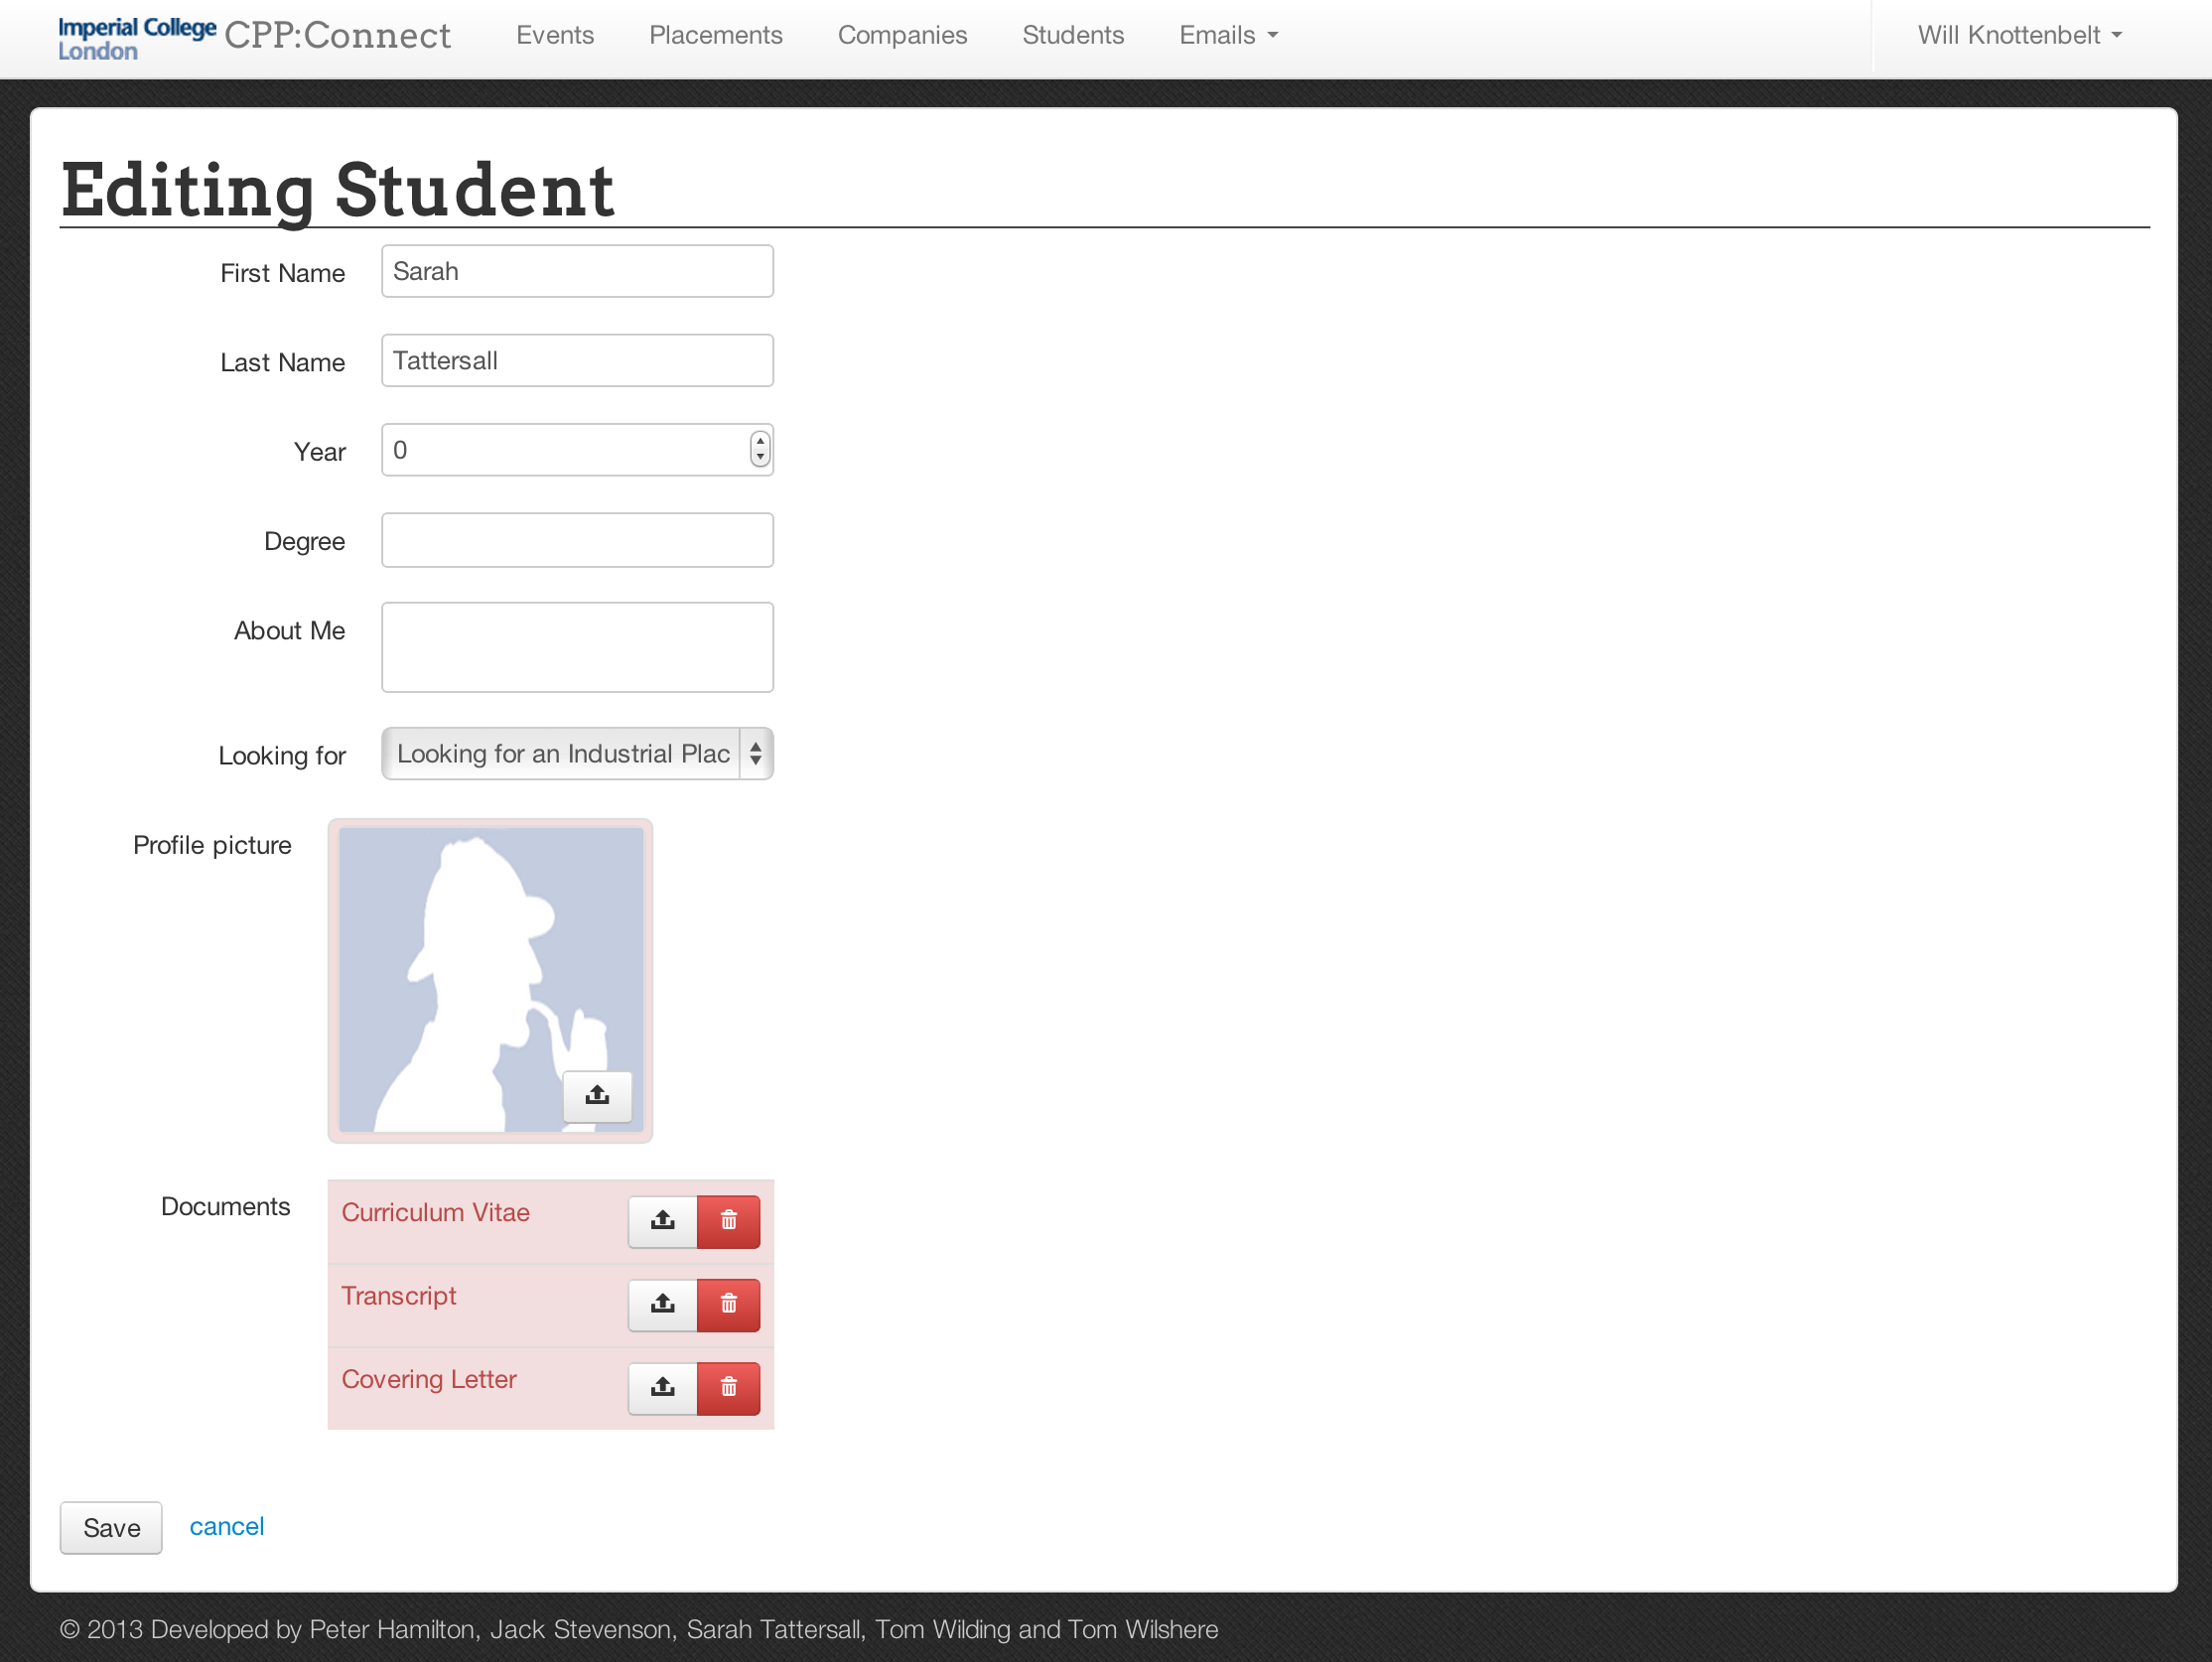 Imperial College London CPP:Connect Events Placements Companies Students Emails Will Knottenbelt
Editing Student
First Name Sarah
Last Name Tattersall
Year 0
Degree
About Me
Looking for Looking for an Industrial Plac
Profile picture
Documents
Curriculum Vitae
Transcript
Covering Letter
Save cancel
© 2013 Developed by Peter Hamilton, Jack Stevenson, Sarah Tattersall, Tom Wilding and Tom Wilshere